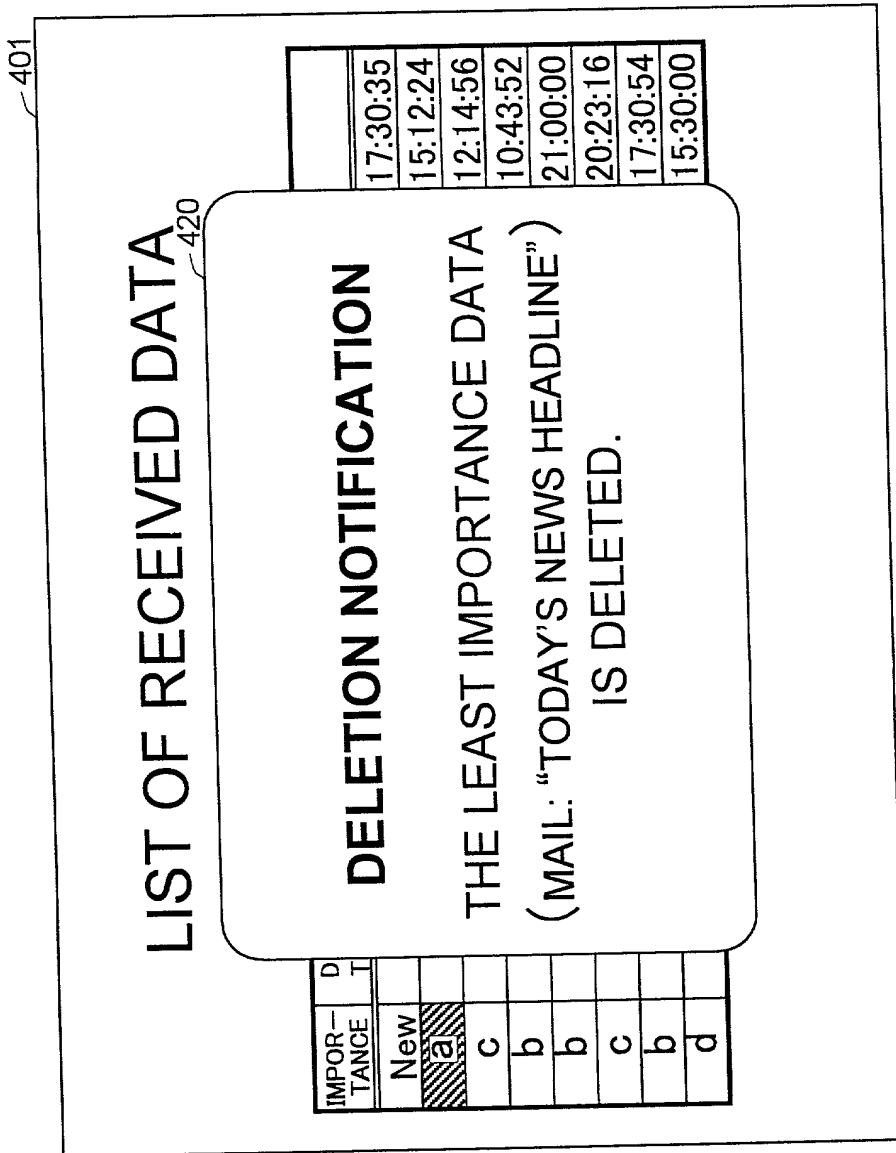 401
LIST OF RECEIVED DATA
420
IMPOR–
TANCE
D
T
New 17:30:35
a 15:12:24
c 12:14:56
b 10:43:52
b 21:00:00
c 20:23:16
b 17:30:54
d 15:30:00
DELETION NOTIFICATION
THE LEAST IMPORTANCE DATA
(MAIL: “TODAY’S NEWS HEADLINE”)
IS DELETED.